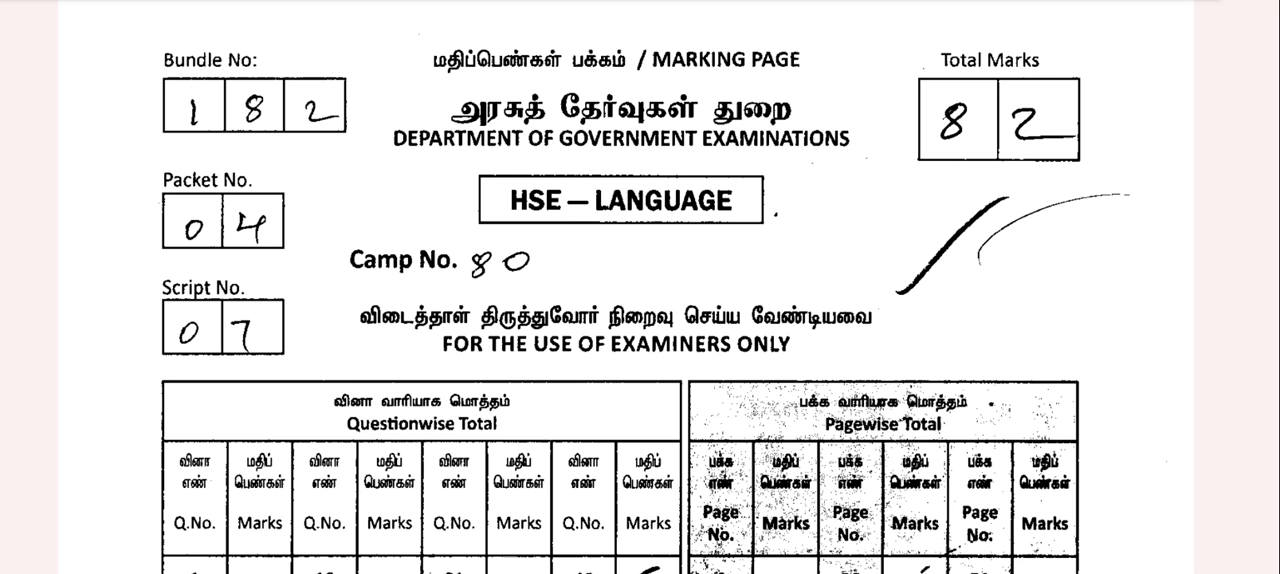 Bundle No:
1 8 2
மதிப்பெண்கள் பக்கம் / MARKING PAGE
அரசுத் தேர்வுகள் துறை
DEPARTMENT OF GOVERNMENT EXAMINATIONS
Total Marks
8 2
Packet No.
0 4
HSE – LANGUAGE
Camp No. 80
Script No.
0 7
விடைத்தாள் திருத்துவோர் நிறைவு செய்ய வேண்டியவை
FOR THE USE OF EXAMINERS ONLY
வினா வாரியாக மொத்தம்
Questionwise Total
பக்க வாரியாக மொத்தம்
Pagewise Total
வினா மதிப் வினா மதிப் வினா மதிப் வினா மதிப் பக்க மதிப் பக்க மதிப் பக்க மதிப்
எண் பெண்கள் எண் பெண்கள் எண் பெண்கள் எண் பெண்கள் எண் பெண்கள் எண் பெண்கள் எண் பெண்கள்
Q.No. Marks Q.No. Marks Q.No. Marks Q.No. Marks Page No. Marks Page No. Marks Page No. Marks